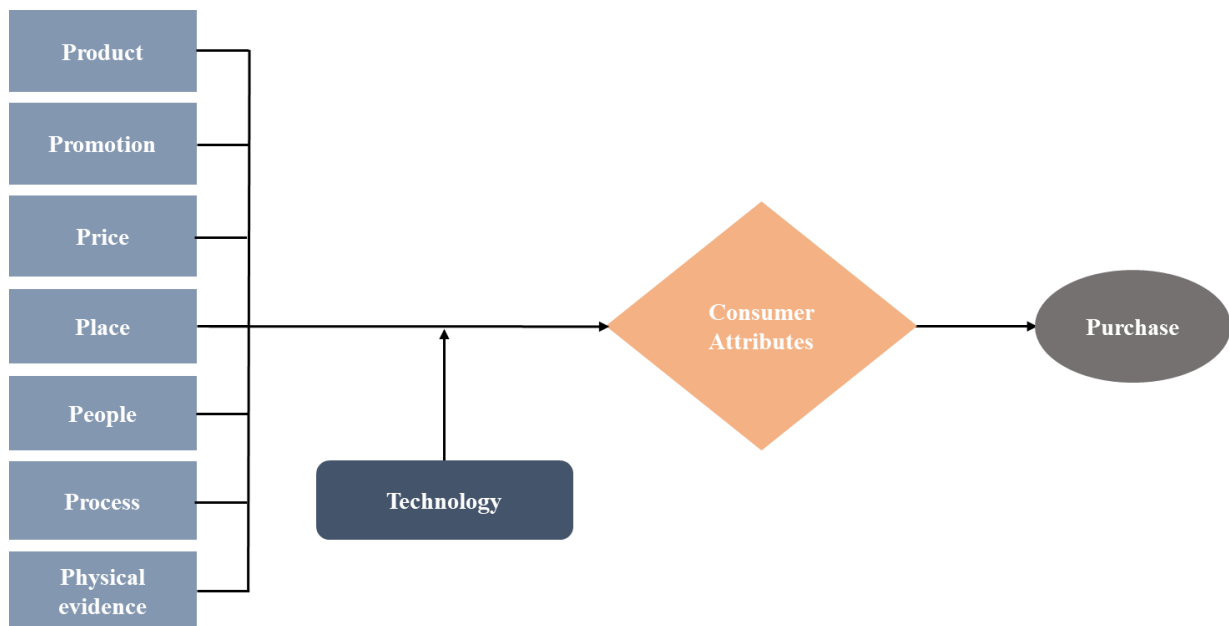 Product
Promotion
Price
Place
People
Process
Physical
evidence
Technology
Consumer
Attributes
Purchase